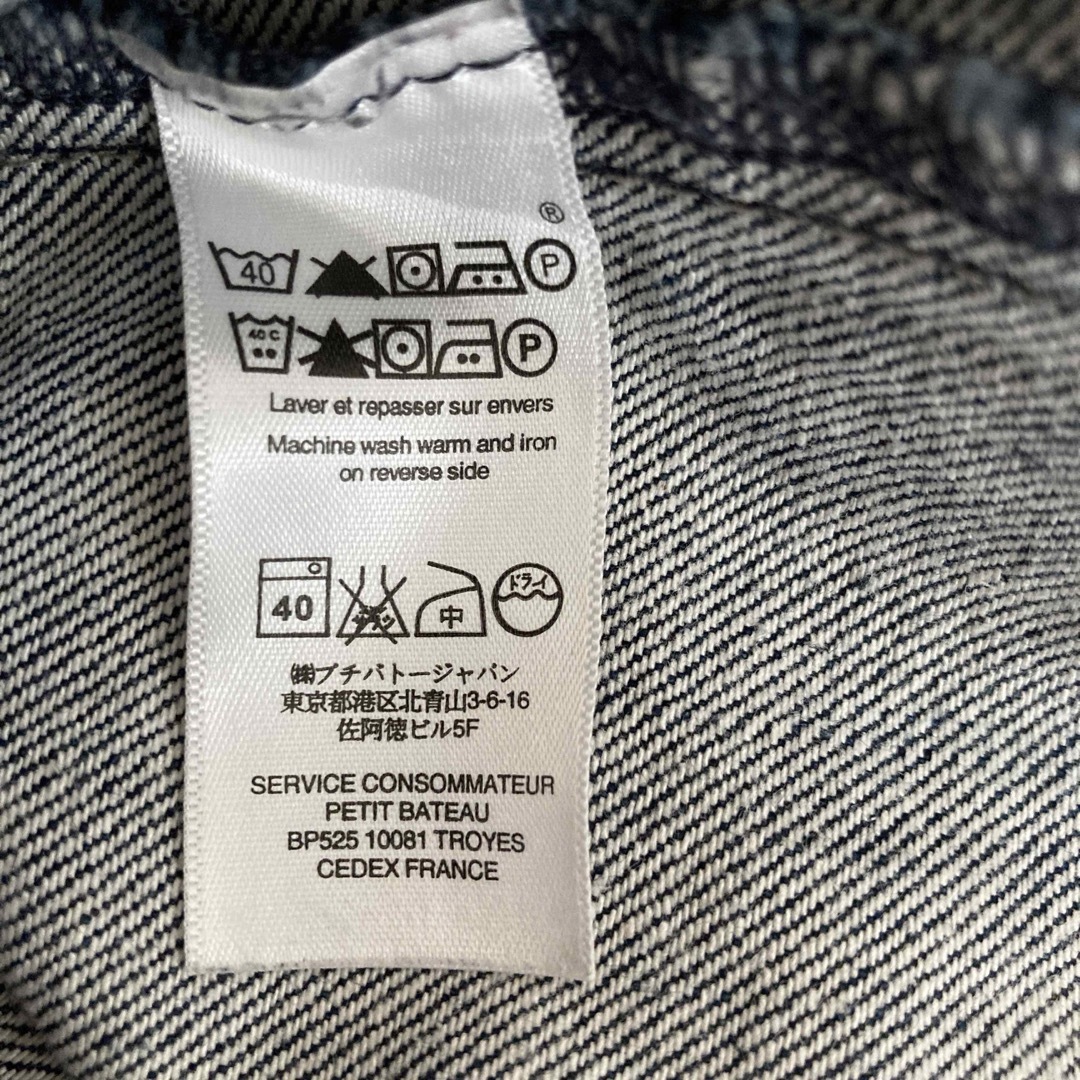 ®
40 P
40 C P
Laver et repasser sur envers
Machine wash warm and iron
on reverse side
40 中 ドライ
㈱プチバトージャパン
東京都港区北青山3-6-16
佐阿徳ビル5F
SERVICE CONSOMMATEUR
PETIT BATEAU
BP525 10081 TROYES
CEDEX FRANCE